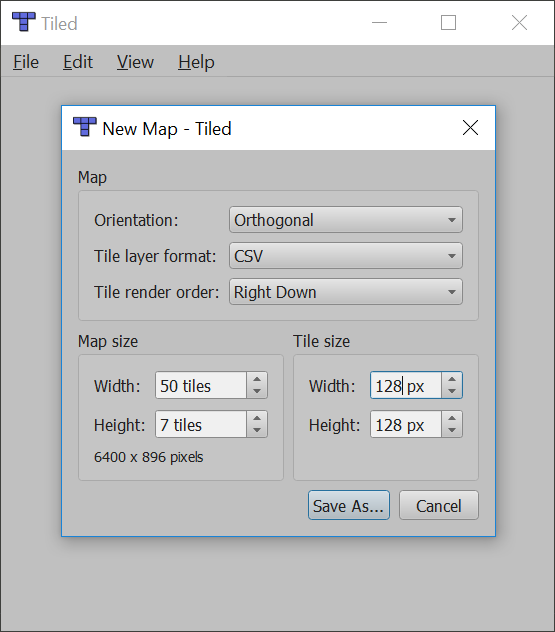 Tiled
File Edit View Help
New Map - Tiled
Map
Orientation: Orthogonal
Tile layer format: CSV
Tile render order: Right Down
Map size
Width: 50 tiles
Height: 7 tiles
6400 x 896 pixels
Tile size
Width: 128 px
Height: 128 px
Save As... Cancel